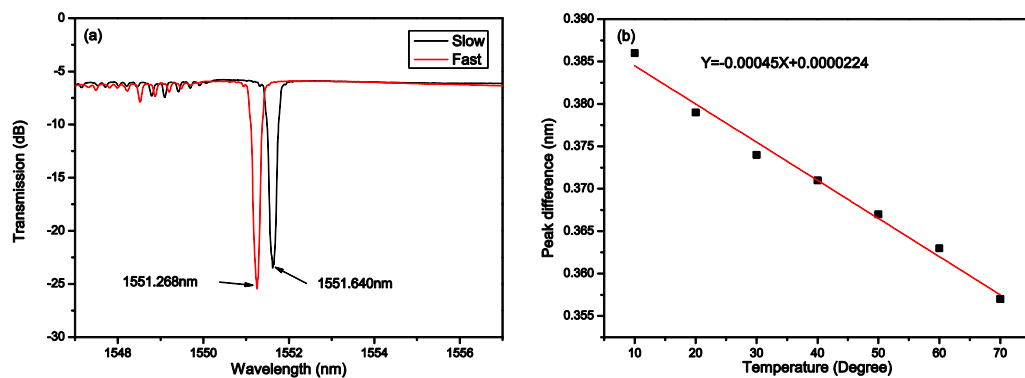 (a)
Slow
Fast
0
-5
-10
-15
-20
-25
-30
Transmission (dB)
1551.268nm
1551.640nm
1548
1550
1552
1554
1556
Wavelength (nm)
(b)
Y=-0.00045X+0.0000224
0.390
0.385
0.380
0.375
0.370
0.365
0.360
0.355
Peak difference (nm)
10
20
30
40
50
60
70
Temperature (Degree)